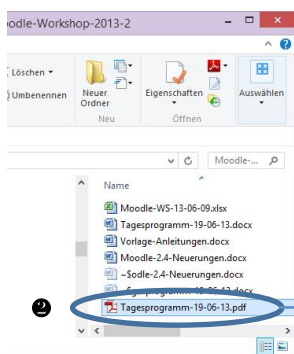 oodle-Workshop-2013-2
Löschen
Umbenennen
Neuer
Ordner
Eigenschaften
Auswählen
Neu
Öffnen
Moodle-...
Name
Moodle-WS-13-06-09.xlsx
Tagesprogramm-19-06-13.docx
Vorlage-Anleitungen.docx
Moodle-2.4-Neuerungen.docx
~$odle-2.4-Neuerungen.docx
Tagesprogramm-19-06-13.pdf
2